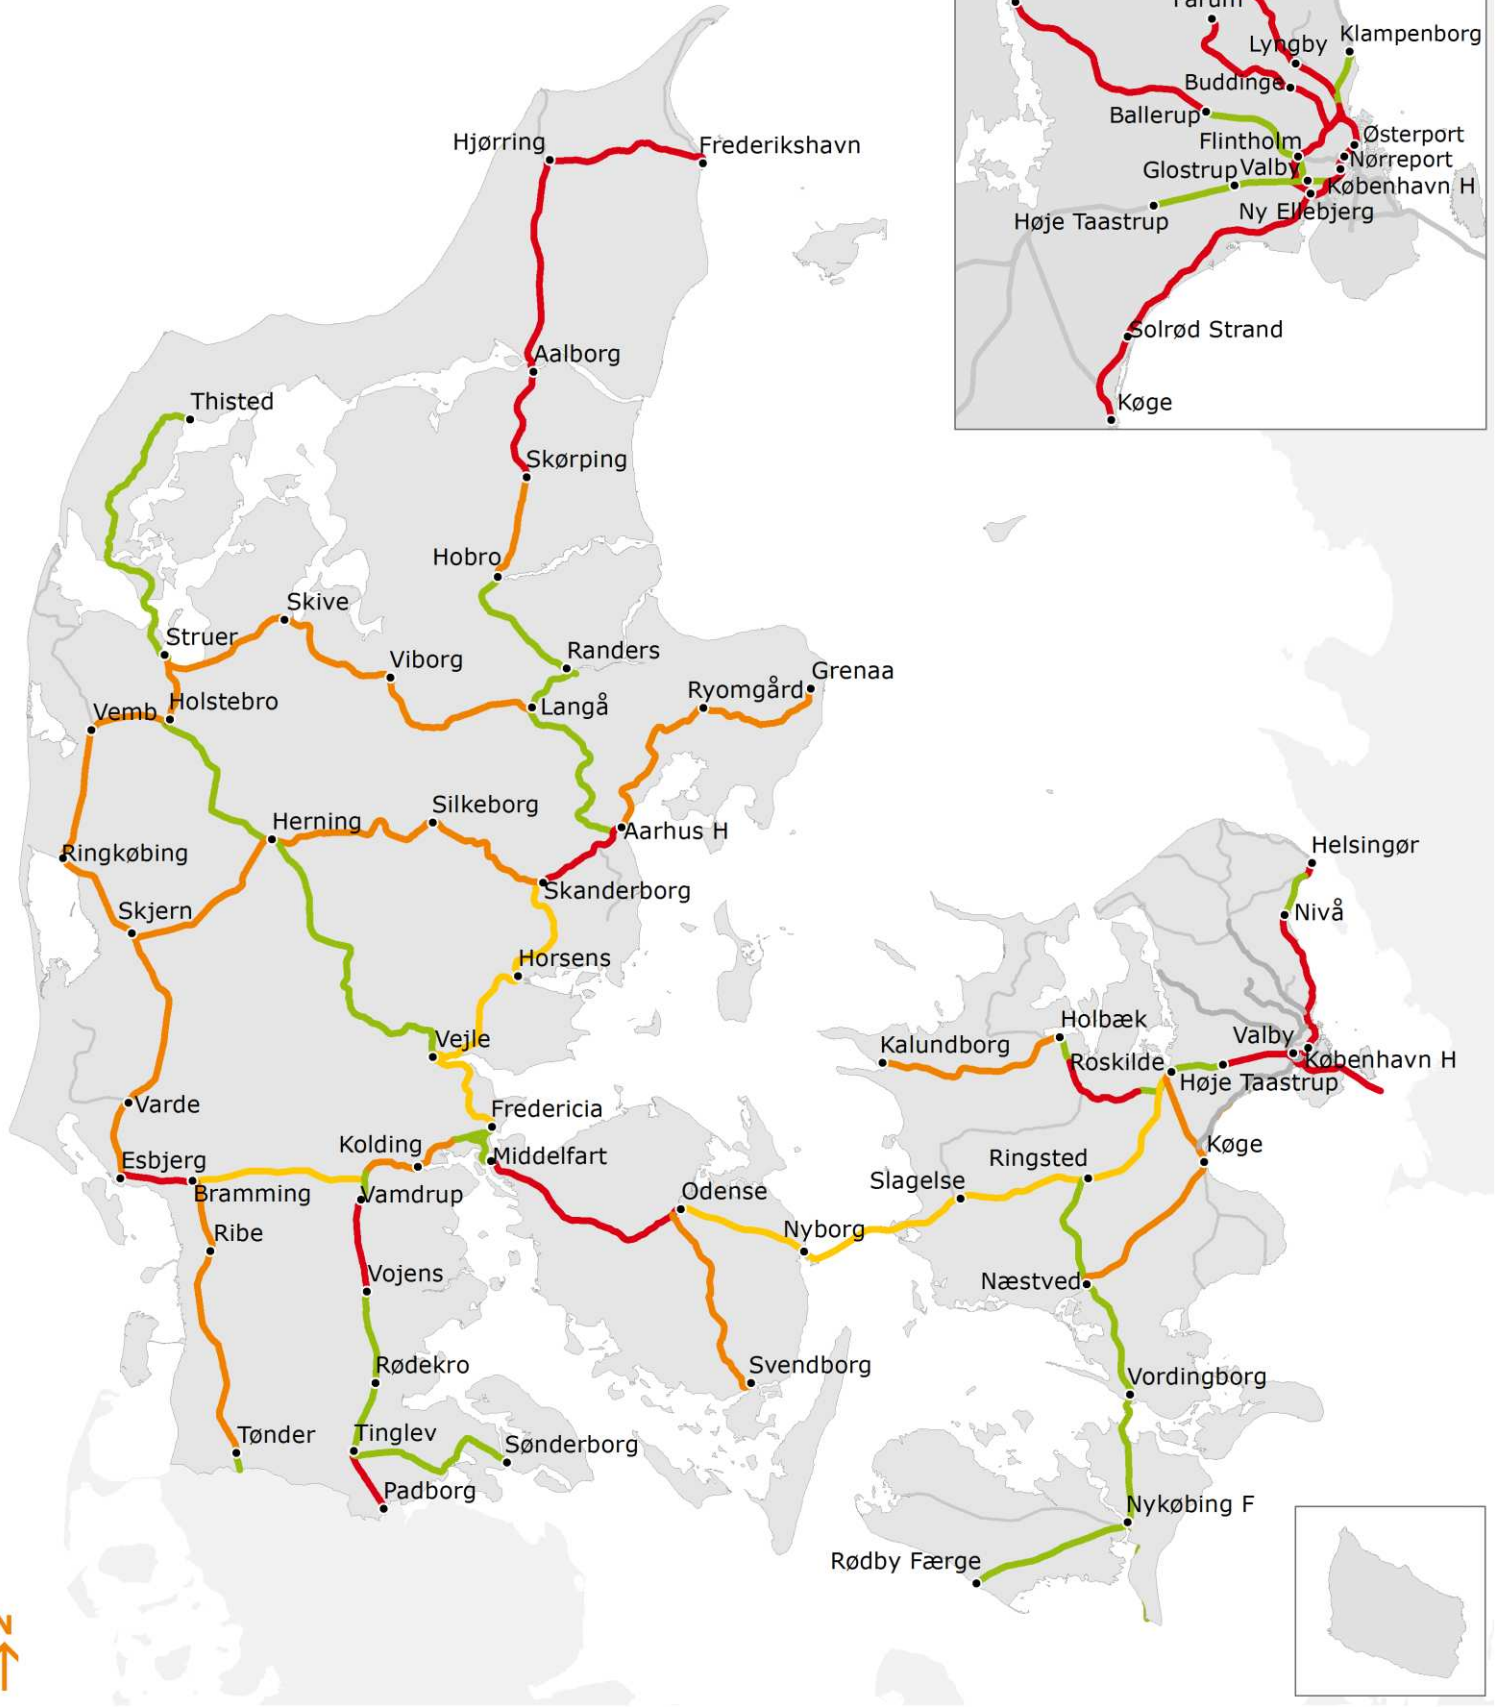 Farum
Klampenborg
Lyngby
Buddinge
Ballerup
Østerport
Flintholm
Nørreport
Glostrup
Valby
København H
Ny Ellebjerg
Høje Taastrup
Solrød Strand
Køge
Hjørring
Frederikshavn
Aalborg
Thisted
Skørping
Hobro
Skive
Struer
Viborg
Randers
Grenaa
Ryomgård
Holstebro
Vemb
Langå
Silkeborg
Herning
Aarhus H
Ringkøbing
Skanderborg
Skjern
Horsens
Helsingør
Nivå
Holbæk
Kalundborg
Valby
Roskilde
København H
Høje Taastrup
Vejle
Varde
Fredericia
Kolding
Middelfart
Køge
Esbjerg
Bramming
Vamdrup
Ringsted
Slagelse
Odense
Nyborg
Ribe
Vojens
Næstved
Rødekro
Svendborg
Vordingborg
Tønder
Tinglev
Sønderborg
Padborg
Nykøbing F
Rødby Færge
N